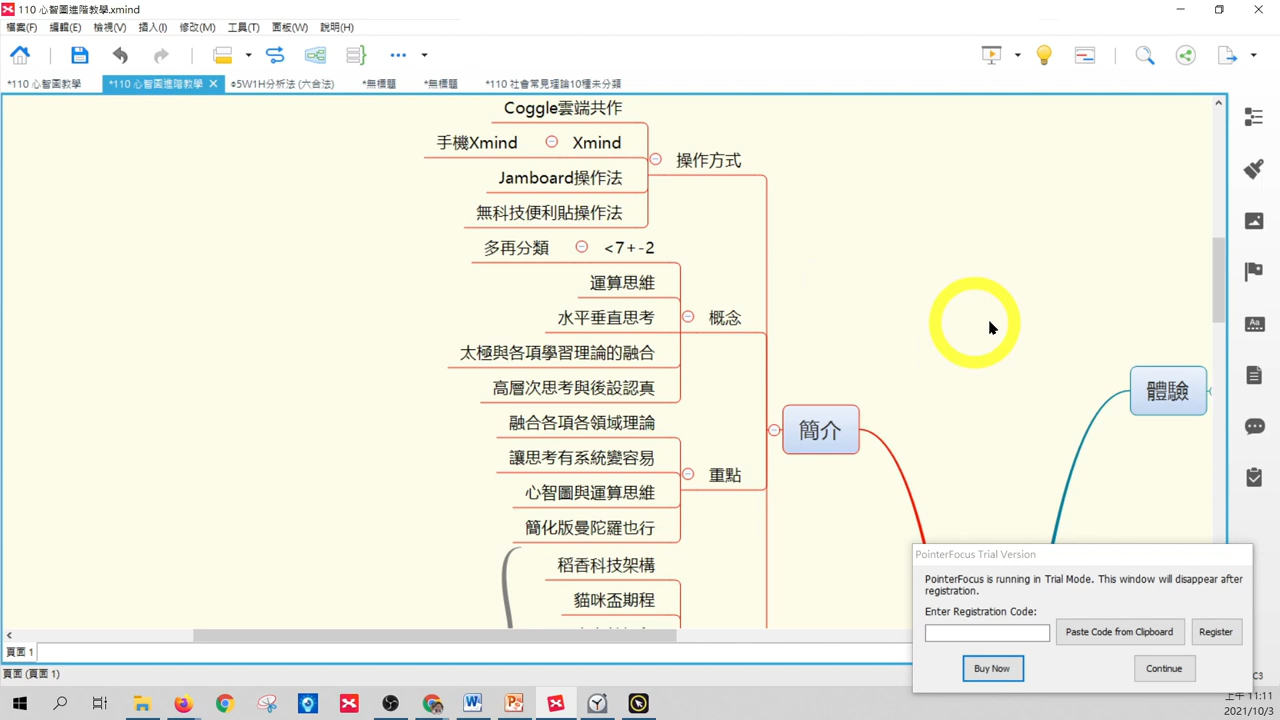 110 心智圖進階教學.xmind
檔案(F) 編輯(E) 檢視(V) 插入(I) 修改(M) 工具(T) 面板(W) 說明(H)
*110 心智圖教學 *110 心智圖進階教學 5W1H分析法 (六合法) *無標題 *無標題 *110 社會常見理論10種未分類
Coggle雲端共作
手機Xmind Xmind
操作方式
Jamboard操作法
無科技便利貼操作法
多再分類 <7+-2
運算思維
水平垂直思考 概念
太極與各項學習理論的融合
高層次思考與後設認真
體驗
融合各項各領域理論
簡介
讓思考有系統變容易
重點
心智圖與運算思維
簡化版曼陀羅也行
稻香科技架構
貓咪盃期程
PointerFocus Trial Version
PointerFocus is running in Trial Mode. This window will disappear after
registration.
Enter Registration Code:
Paste Code from Clipboard Register
Buy Now Continue
頁面 1
頁面 (頁面 1)
上午 11:11
2021/10/3